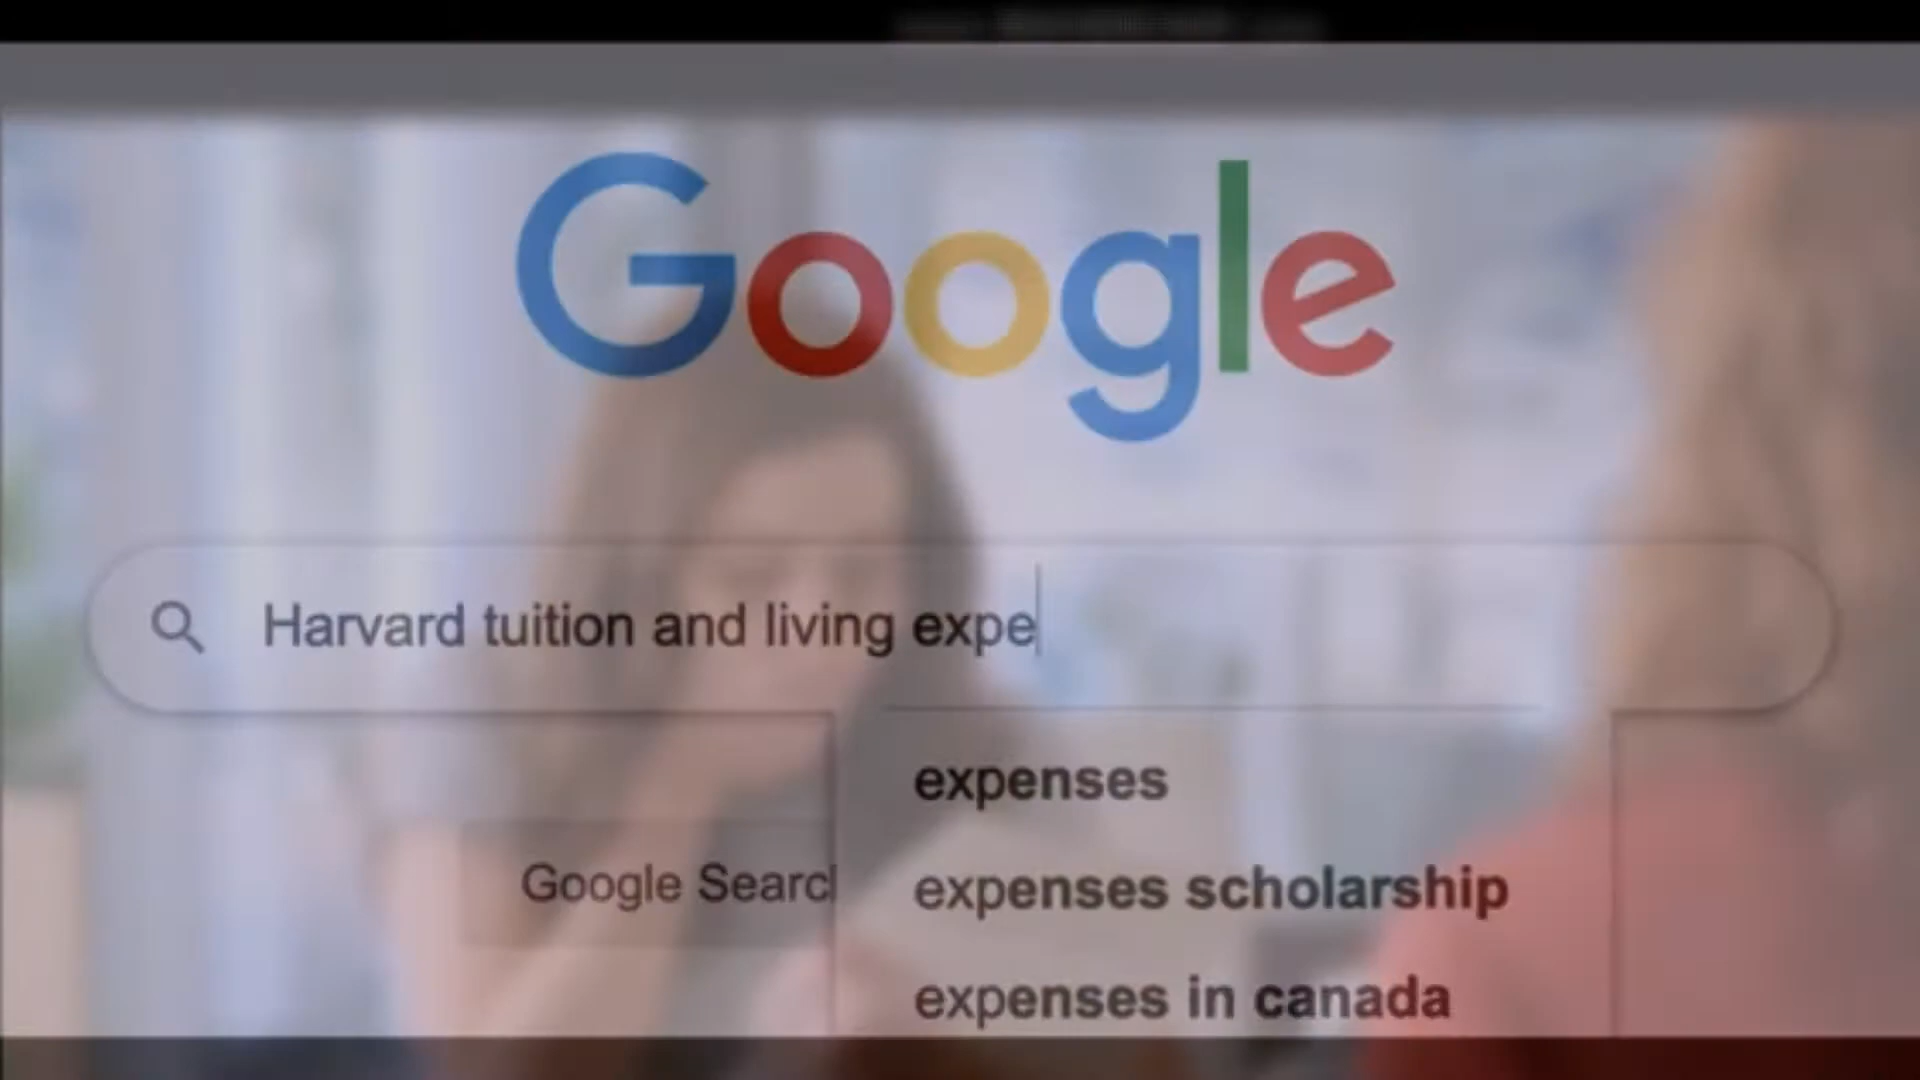 Google
Harvard tuition and living expe
expenses
Google Searc
expenses scholarship
expenses in canada